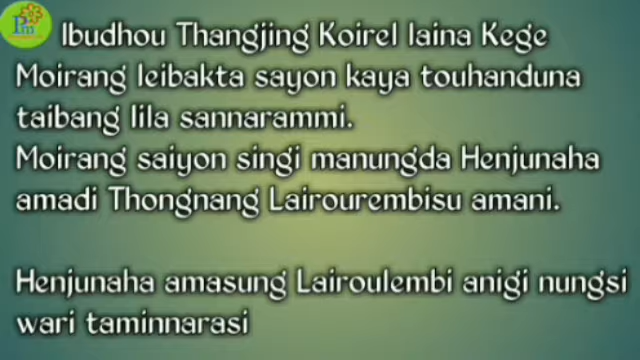 Pm
Ibudhou Thangjing Koirel laina Kege
Moirang leibakta sayon kaya touhanduna
taibang lila sannarammi.
Moirang saiyon singi manungda Henjunaha
amadi Thongnang Lairourembisu amani.
Henjunaha amasung Lairoulembi anigi nungsi
wari taminnarasi